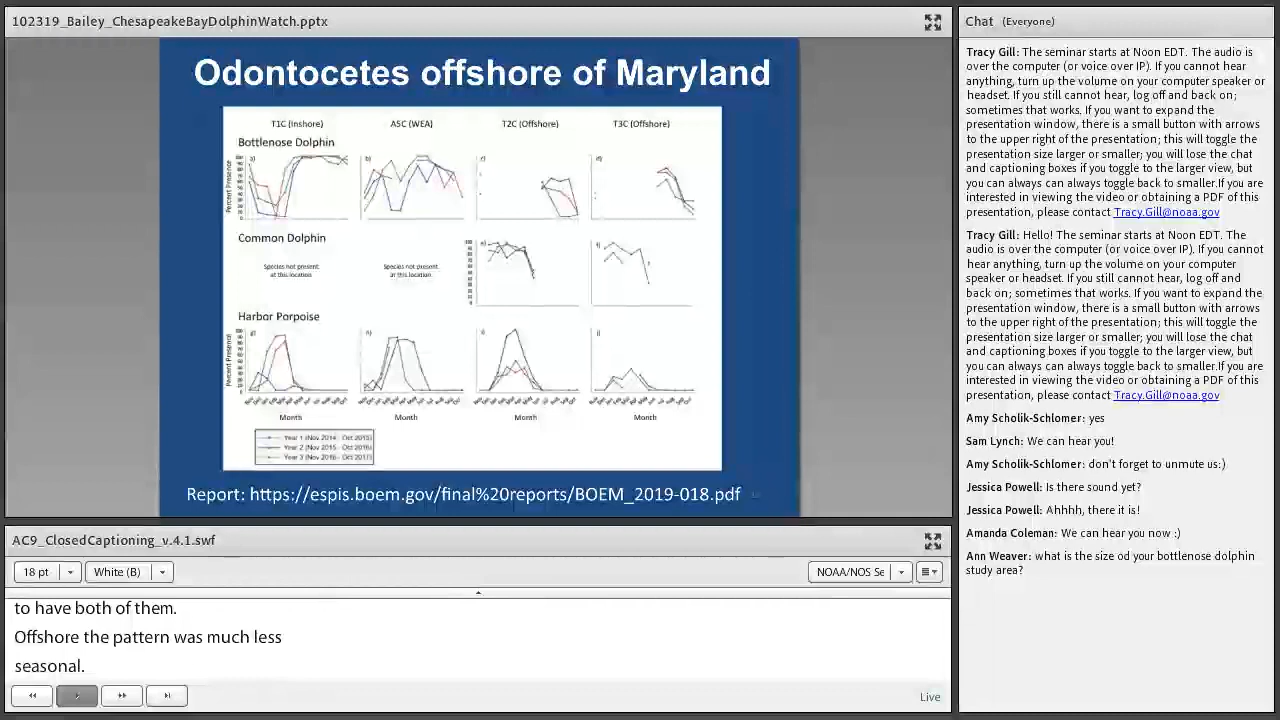 102319_Bailey_ChesapeakeBayDolphinWatch.pptx
Odontocetes offshore of Maryland
T1C (Inshore)
A5C (WEA)
T2C (Offshore)
T3C (Offshore)
Bottlenose Dolphin
Percent Presence
Common Dolphin
Species not present
at this location
Species not present
at this location
Harbor Porpoise
Percent Presence
Month
Month
Month
Month
Year 1 (Nov 2014 - Oct 2015)
Year 2 (Nov 2015 - Oct 2016)
Year 3 (Nov 2016 - Oct 2017)
Report: https://espis.boem.gov/final%20reports/BOEM_2019-018.pdf
AC9_ClosedCaptioning_v.4.1.swf
18 pt
White (B)
NOAA/NOS Se
to have both of them.
Offshore the pattern was much less
seasonal.
Live
Chat (Everyone)
Tracy Gill: The seminar starts at Noon EDT. The audio is
over the computer (or voice over IP). If you cannot hear
anything, turn up the volume on your computer speaker or
headset. If you still cannot hear, log off and back on;
sometimes that works. If you want to expand the
presentation window, there is a small button with arrows
to the upper right of the presentation; this will toggle the
presentation size larger or smaller; you will lose the chat
and captioning boxes if you toggle to the larger view, but
you can always can always toggle back to smaller.If you are
interested in viewing the video or obtaining a PDF of this
presentation, please contact Tracy.Gill@noaa.gov
Tracy Gill: Hello! The seminar starts at Noon EDT. The
audio is over the computer (or voice over IP). If you cannot
hear anything, turn up the volume on your computer
speaker or headset. If you still cannot hear, log off and
back on; sometimes that works. If you want to expand the
presentation window, there is a small button with arrows
to the upper right of the presentation; this will toggle the
presentation size larger or smaller; you will lose the chat
and captioning boxes if you toggle to the larger view, but
you can always can always toggle back to smaller.If you are
interested in viewing the video or obtaining a PDF of this
presentation, please contact Tracy.Gill@noaa.gov
Amy Scholik-Schlomer: yes
Sam Lynch: We can hear you!
Amy Scholik-Schlomer: don't forget to unmute us:)
Jessica Powell: Is there sound yet?
Jessica Powell: Ahhhh, there it is!
Amanda Coleman: We can hear you now :)
Ann Weaver: what is the size od your bottlenose dolphin
study area?